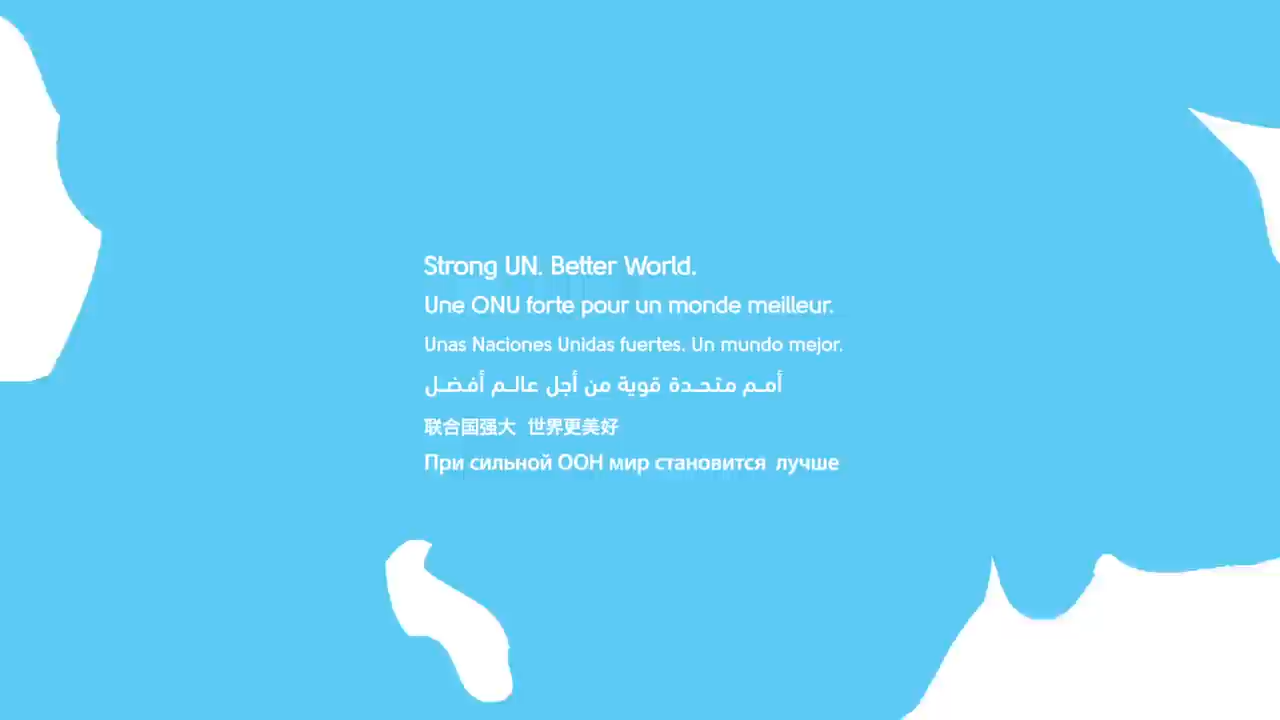 Strong UN. Better World.
Une ONU forte pour un monde meilleur.
Unas Naciones Unidas fuertes. Un mundo mejor.
أمـم متـحـدة قوية من أجل عالـم أفـضـل
联合国强大 世界更美好
При сильной ООН мир становится лучше